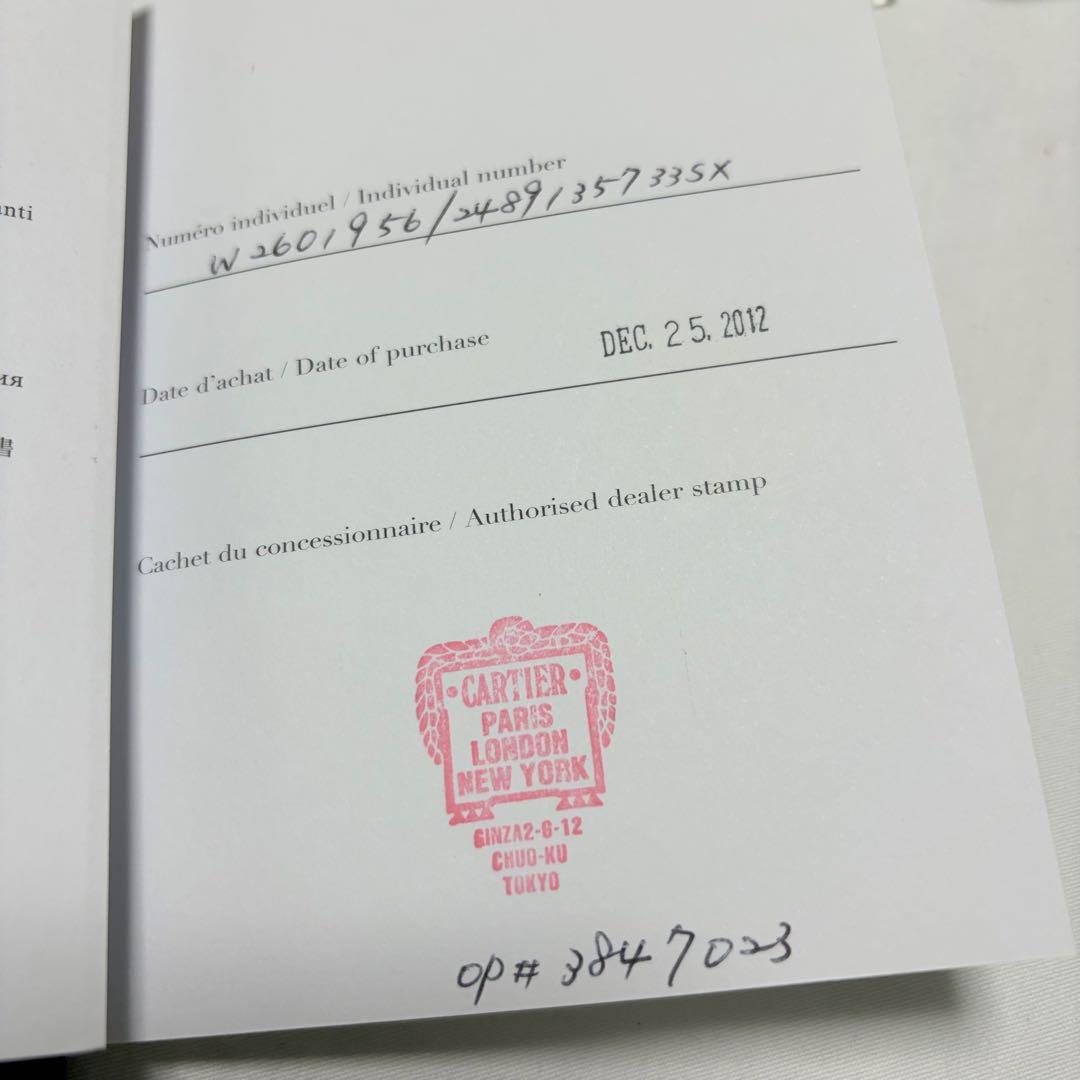 anti
ия
書
Numéro individuel / Individual number
W2601956/24891357335X
Date d'achat / Date of purchase
DEC. 25. 2012
Cachet du concessionnaire / Authorised dealer stamp
• CARTIER •
PARIS
LONDON
NEW YORK
GINZA2-6-12
CHUO-KU
TOKYO
OP# 3847023